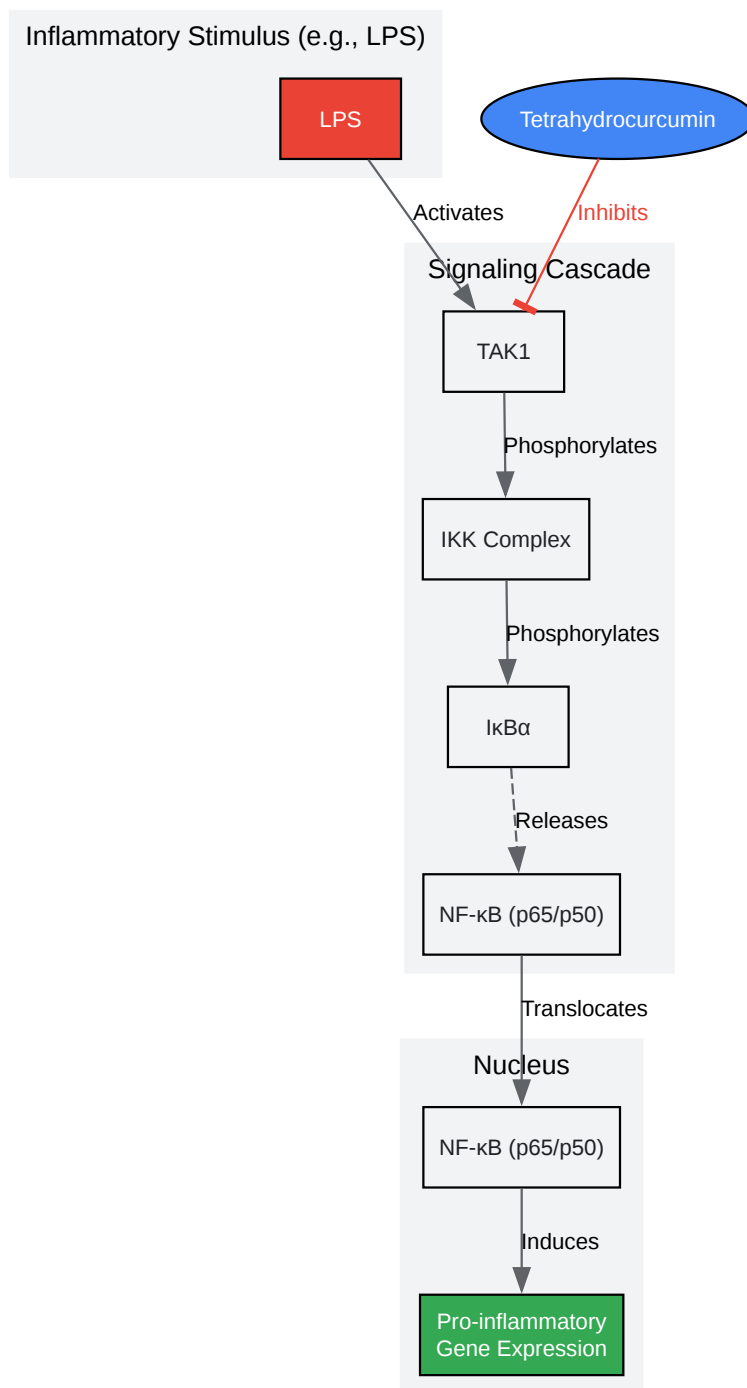 Inflammatory Stimulus (e.g., LPS)
LPS
Tetrahydrocurcumin
Activates
Inhibits
Signaling Cascade
TAK1
Phosphorylates
IKK Complex
Phosphorylates
IκBα
Releases
NF-κB (p65/p50)
Translocates
Nucleus
NF-κB (p65/p50)
Induces
Pro-inflammatory
Gene Expression